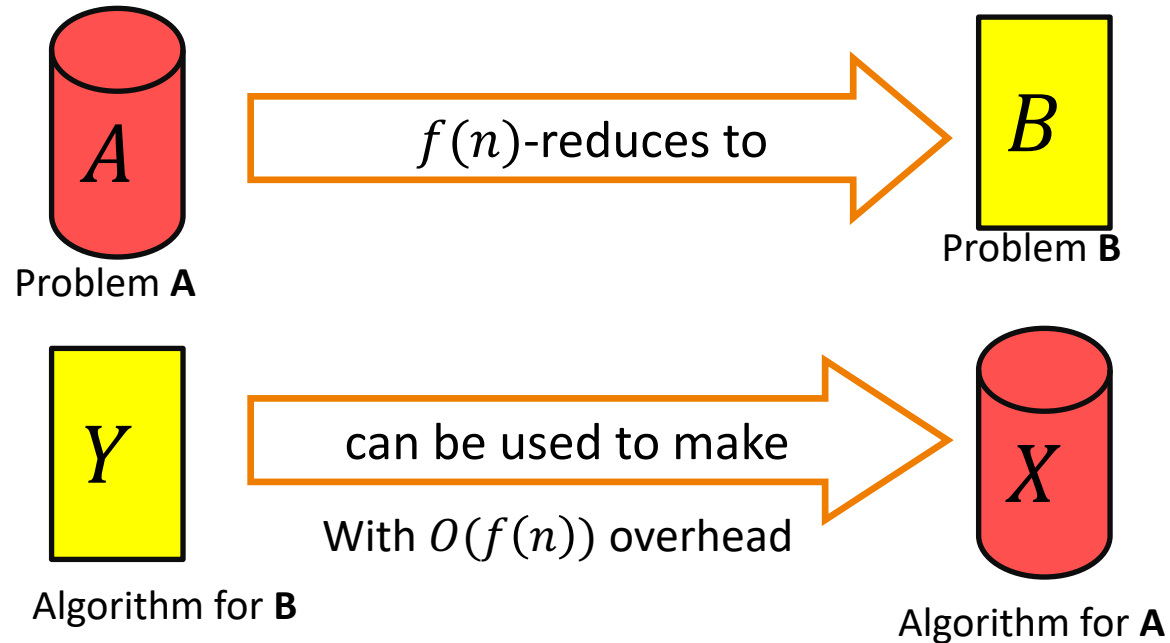 A
f(n)-reduces to
B
Problem A
Problem B
Y
can be used to make
X
With O(f(n)) overhead
Algorithm for B
Algorithm for A